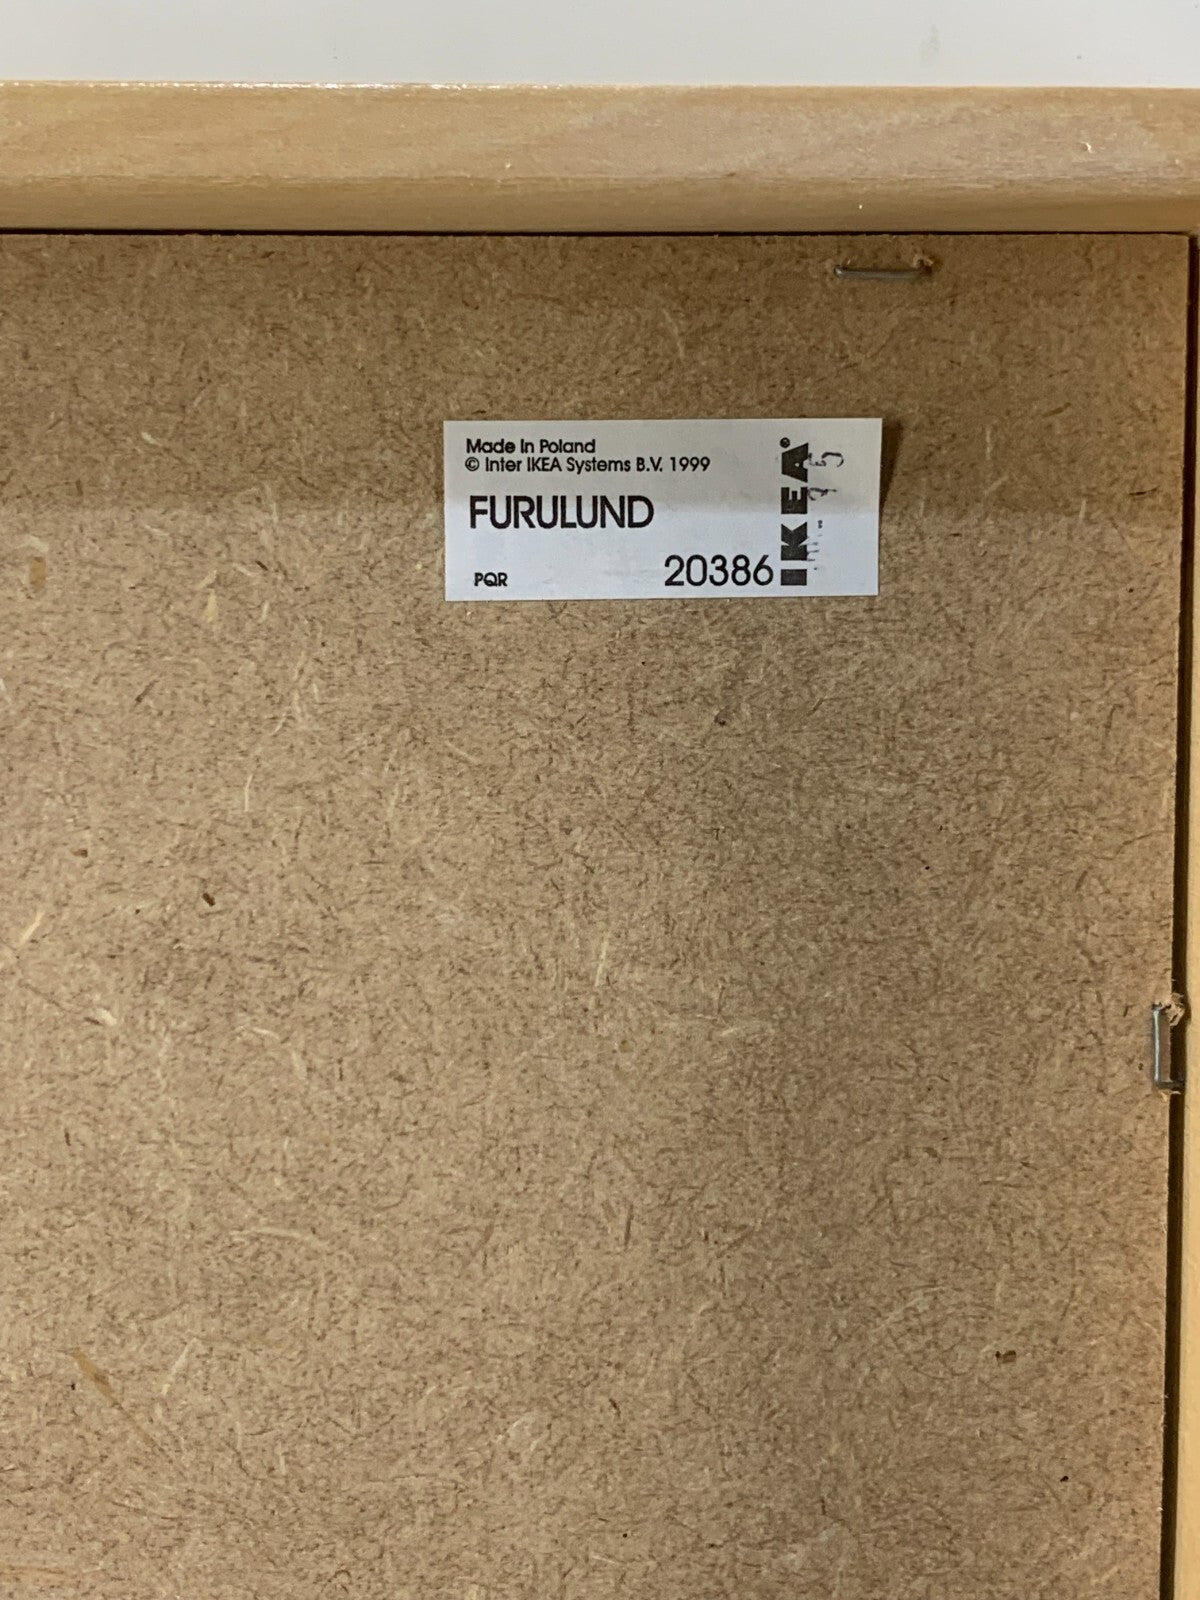 Made in Poland
© Inter IKEA Systems B.V. 1999
FURULUND
PQR
20386
IKEA®